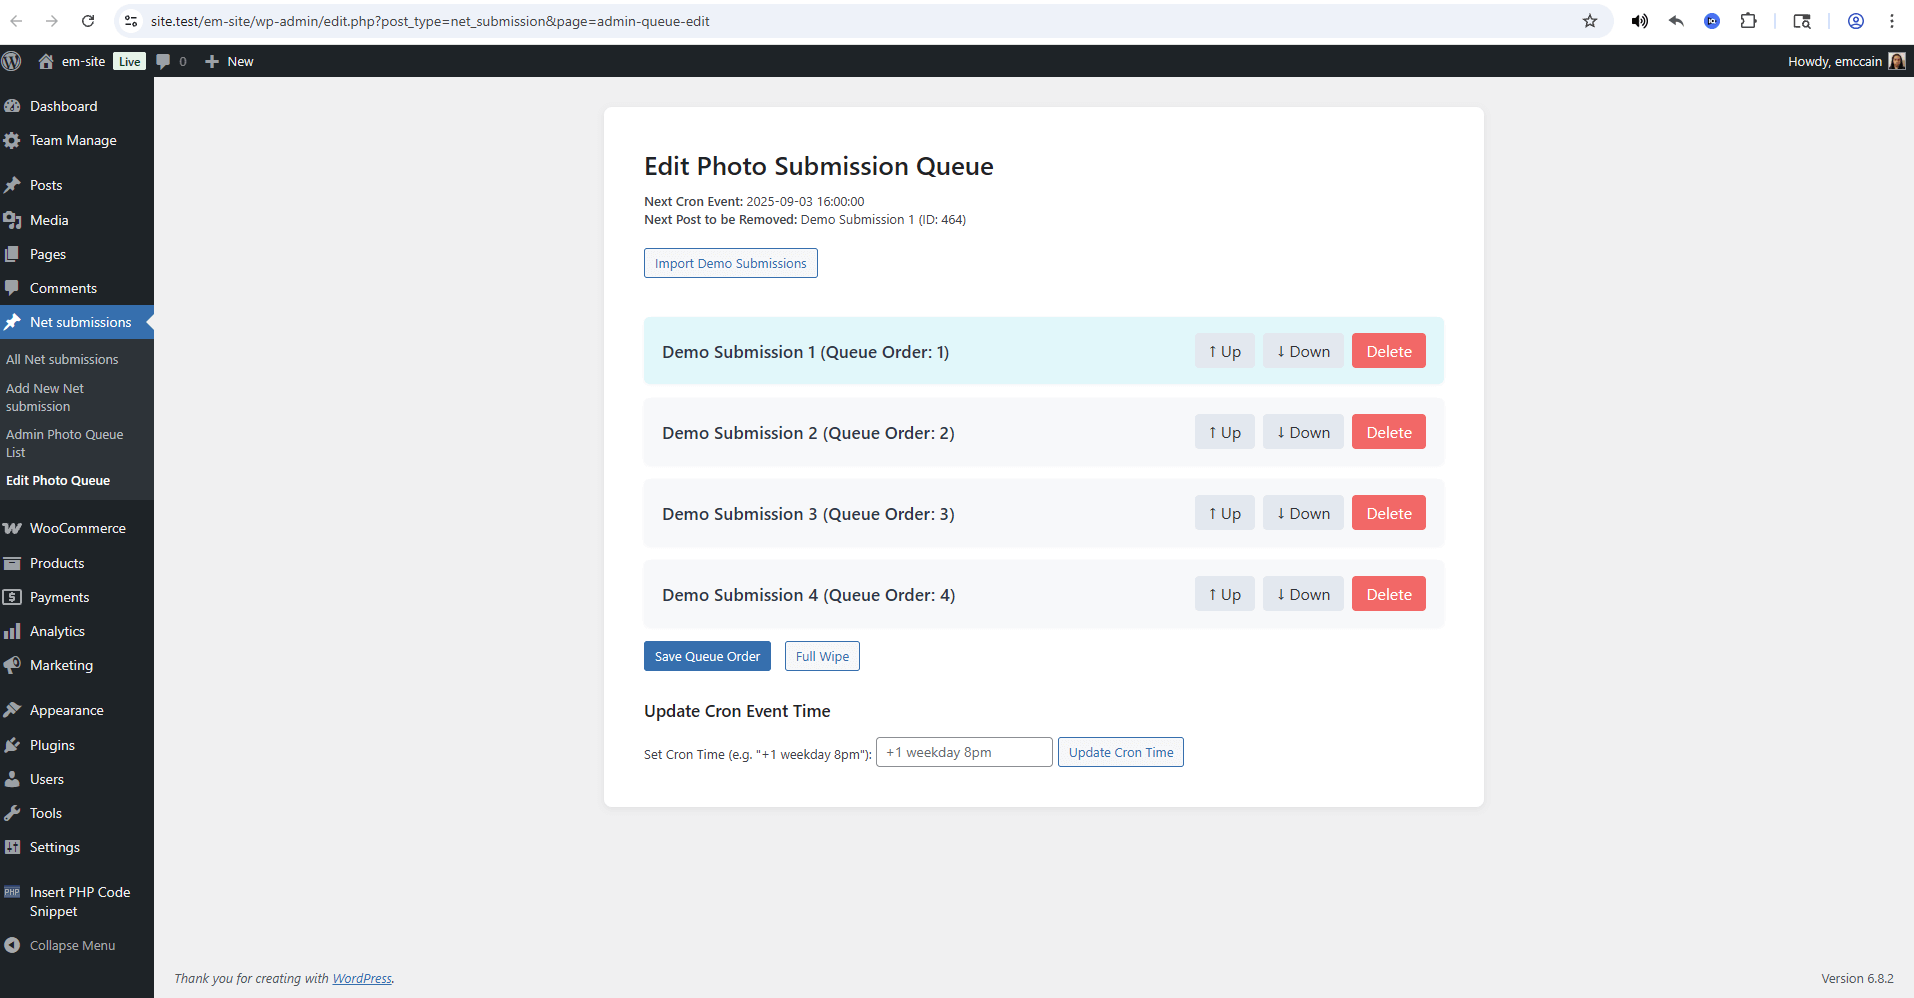 site.test/em-site/wp-admin/edit.php?post_type=net_submission&page=admin-queue-edit
em-site Live 0 New
Howdy, emccain
Dashboard
Team Manage
Posts
Media
Pages
Comments
Net submissions
All Net submissions
Add New Net
submission
Admin Photo Queue
List
Edit Photo Queue
WooCommerce
Products
Payments
Analytics
Marketing
Appearance
Plugins
Users
Tools
Settings
PHP
Insert PHP Code
Snippet
Collapse Menu
Edit Photo Submission Queue
Next Cron Event: 2025-09-03 16:00:00
Next Post to be Removed: Demo Submission 1 (ID: 464)
Import Demo Submissions
Demo Submission 1 (Queue Order: 1) ↑ Up ↓ Down Delete
Demo Submission 2 (Queue Order: 2) ↑ Up ↓ Down Delete
Demo Submission 3 (Queue Order: 3) ↑ Up ↓ Down Delete
Demo Submission 4 (Queue Order: 4) ↑ Up ↓ Down Delete
Save Queue Order Full Wipe
Update Cron Event Time
Set Cron Time (e.g. "+1 weekday 8pm"): +1 weekday 8pm Update Cron Time
Thank you for creating with WordPress.
Version 6.8.2